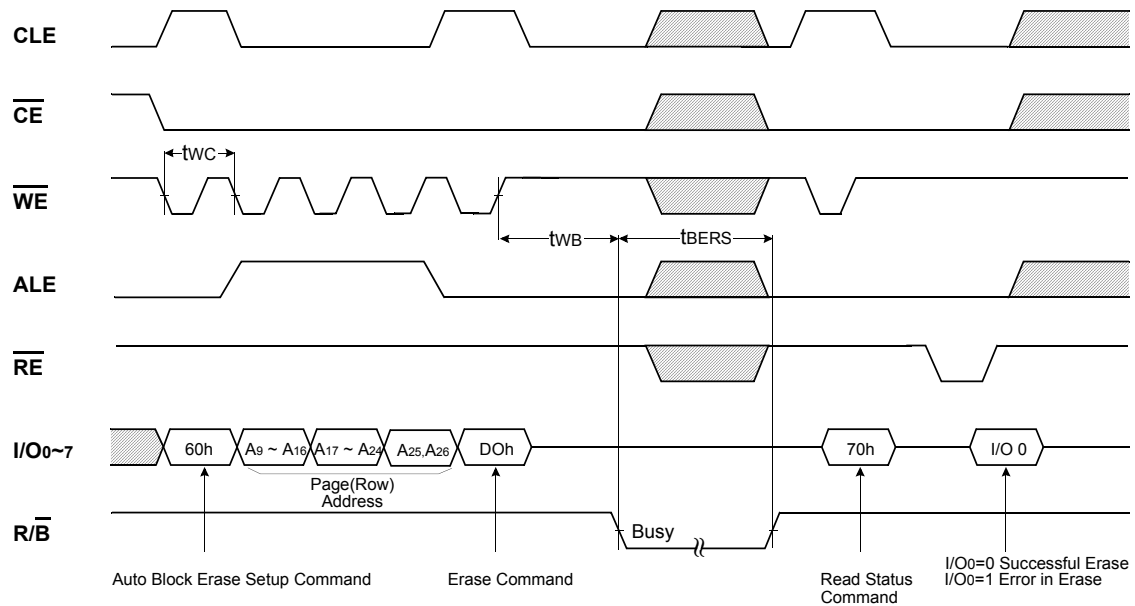 CLE
CE
tWC
WE
tWB
tBERS
ALE
RE
I/O0~7
60h
A9 ~ A16
A17 ~ A24
A25,A26
DOh
70h
I/O 0
Page(Row)
Address
R/B
Busy
Auto Block Erase Setup Command
Erase Command
Read Status
Command
I/O0=0 Successful Erase
I/O0=1 Error in Erase